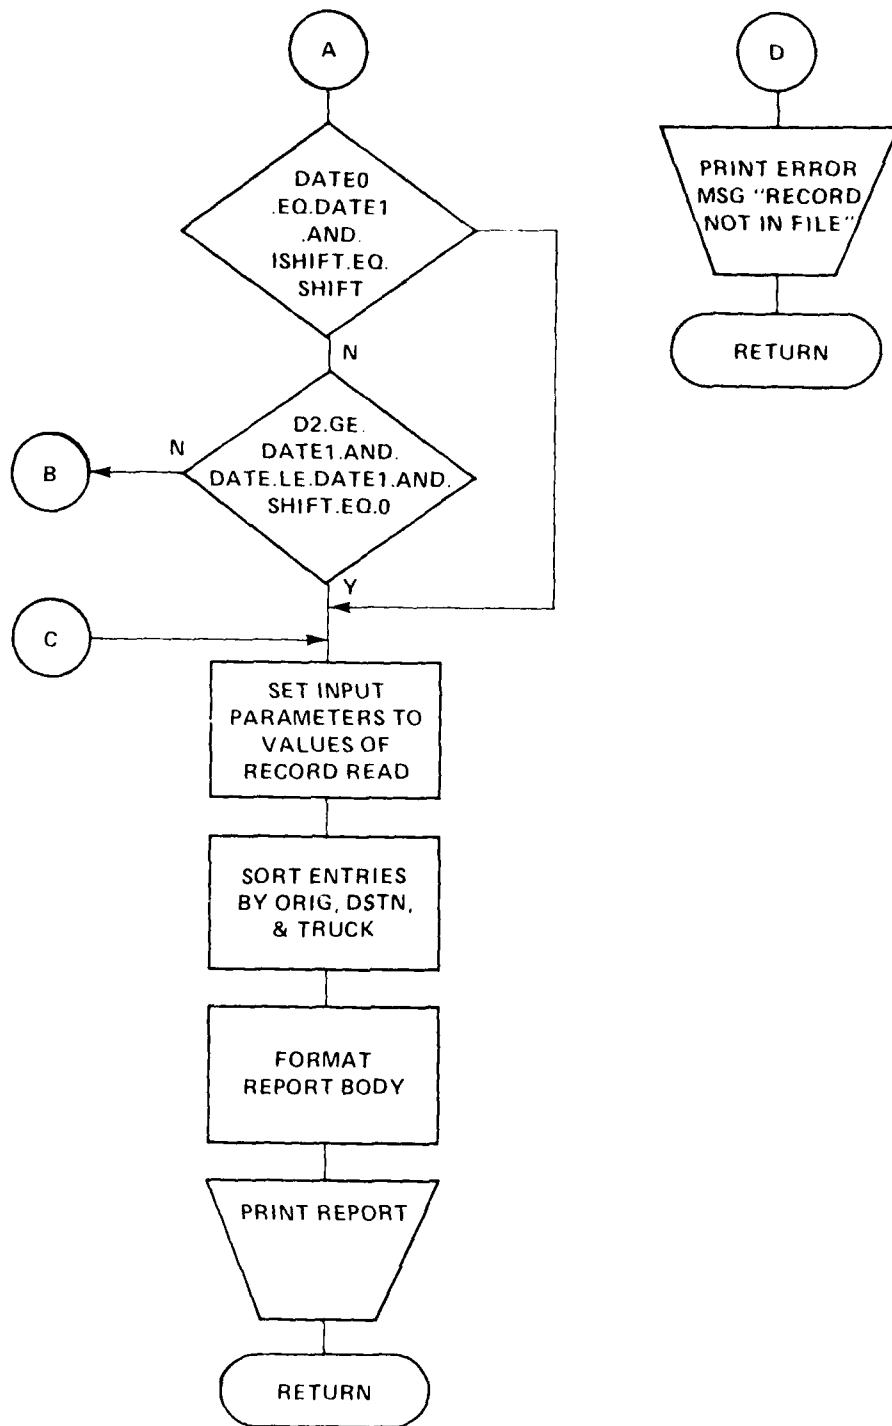 A
DATE0
.EQ.DATE1
.AND.
ISHIFT.EQ.
SHIFT
N
D2.GE.
DATE1.AND.
DATE.LE.DATE1.AND.
SHIFT.EQ.0
N
B
Y
C
SET INPUT
PARAMETERS TO
VALUES OF
RECORD READ
SORT ENTRIES
BY ORIG, DSTN,
& TRUCK
FORMAT
REPORT BODY
PRINT REPORT
RETURN
D
PRINT ERROR
MSG "RECORD
NOT IN FILE"
RETURN